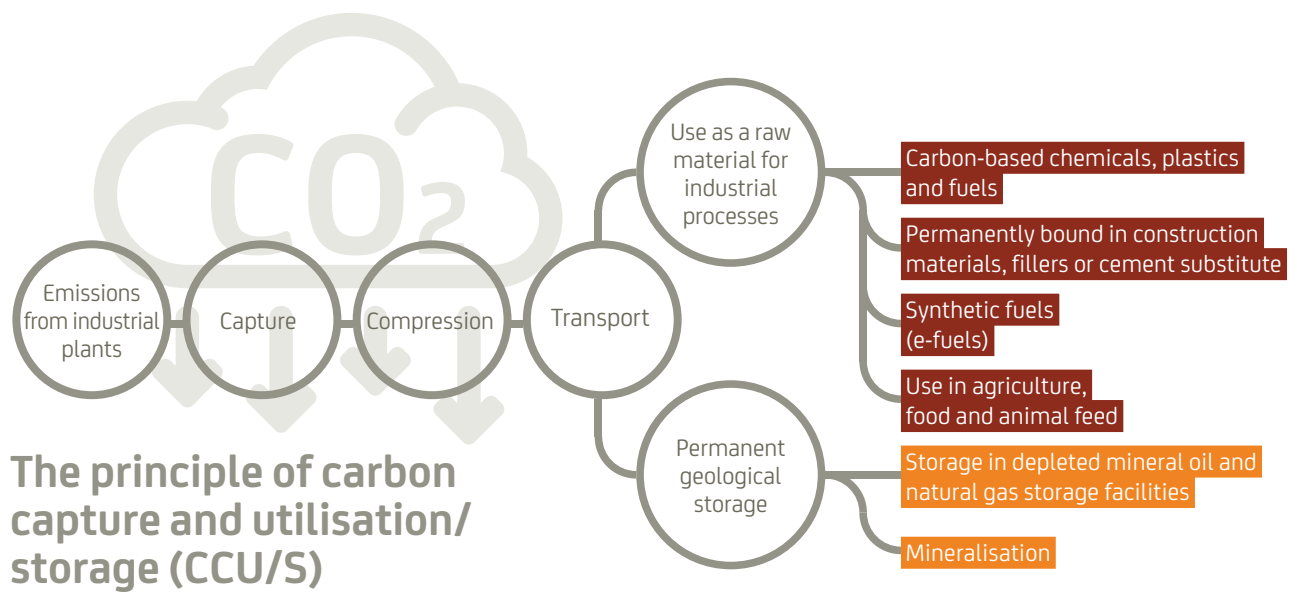 CO2
Emissions
from industrial
plants
Capture
Compression
Transport
Use as a raw
material for
industrial
processes
Carbon-based chemicals, plastics
and fuels
Permanently bound in construction
materials, fillers or cement substitute
Synthetic fuels
(e-fuels)
Use in agriculture,
food and animal feed
Permanent
geological
storage
Storage in depleted mineral oil and
natural gas storage facilities
Mineralisation
The principle of carbon
capture and utilisation/
storage (CCU/S)